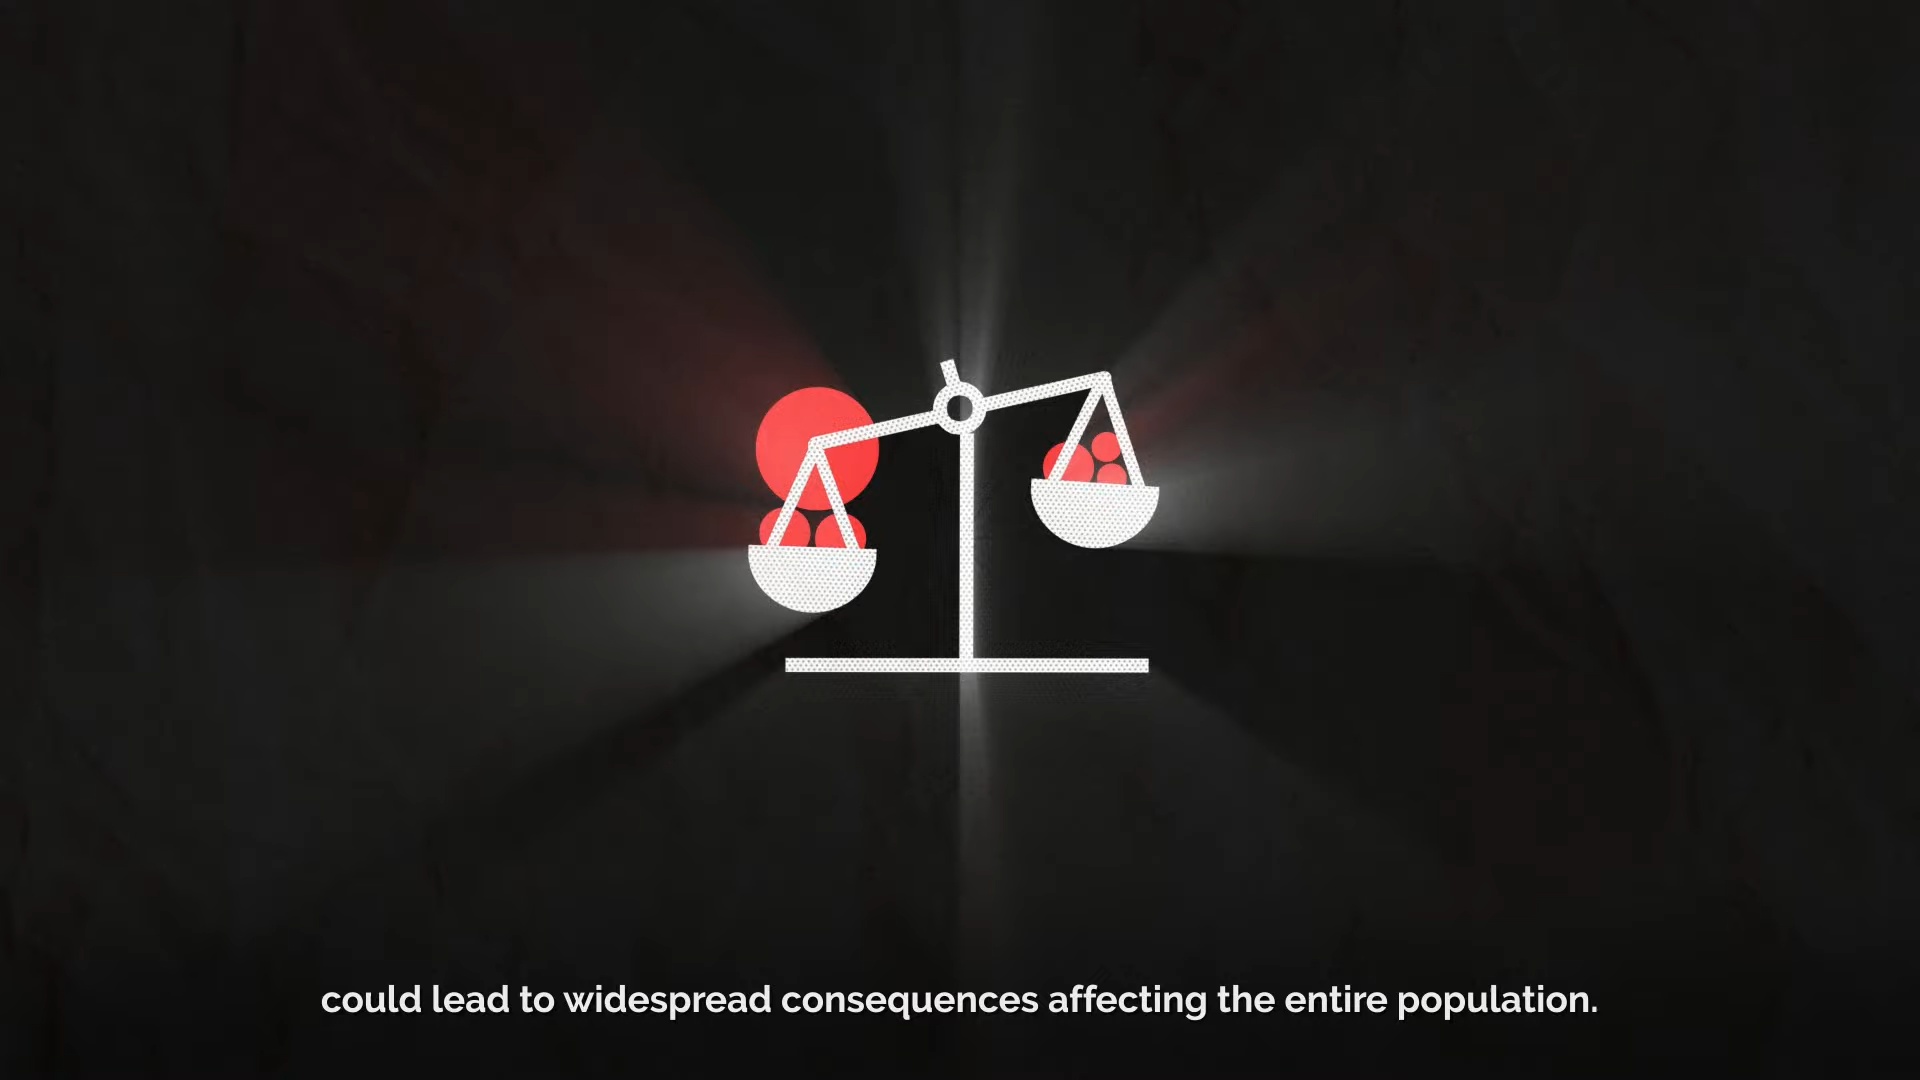 could lead to widespread consequences affecting the entire population.